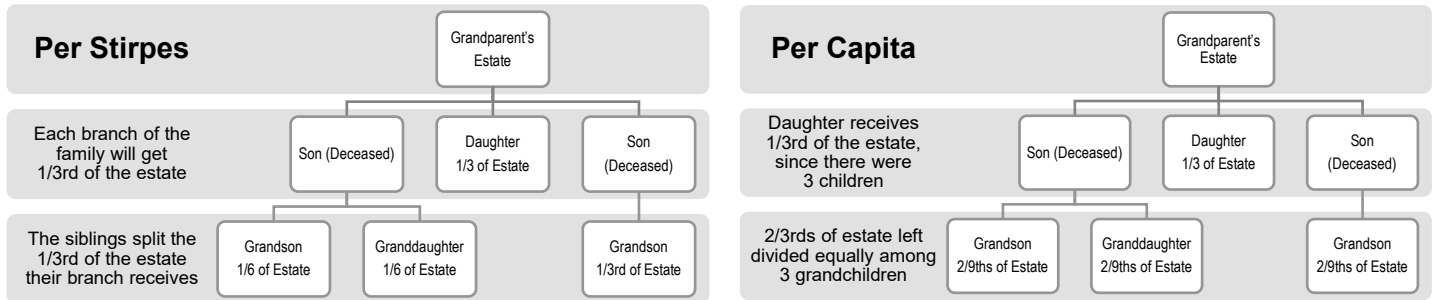 Per Stirpes
Grandparent's
Estate
Each branch of the
family will get
1/3rd of the estate
Son (Deceased)
Daughter
1/3 of Estate
Son
(Deceased)
The siblings split the
1/3rd of the estate
their branch receives
Grandson
1/6 of Estate
Granddaughter
1/6 of Estate
Grandson
1/3rd of Estate
Per Capita
Grandparent's
Estate
Daughter receives
1/3rd of the estate,
since there were
3 children
Son (Deceased)
Daughter
1/3 of Estate
Son
(Deceased)
2/3rds of estate left
divided equally among
3 grandchildren
Grandson
2/9ths of Estate
Granddaughter
2/9ths of Estate
Grandson
2/9ths of Estate